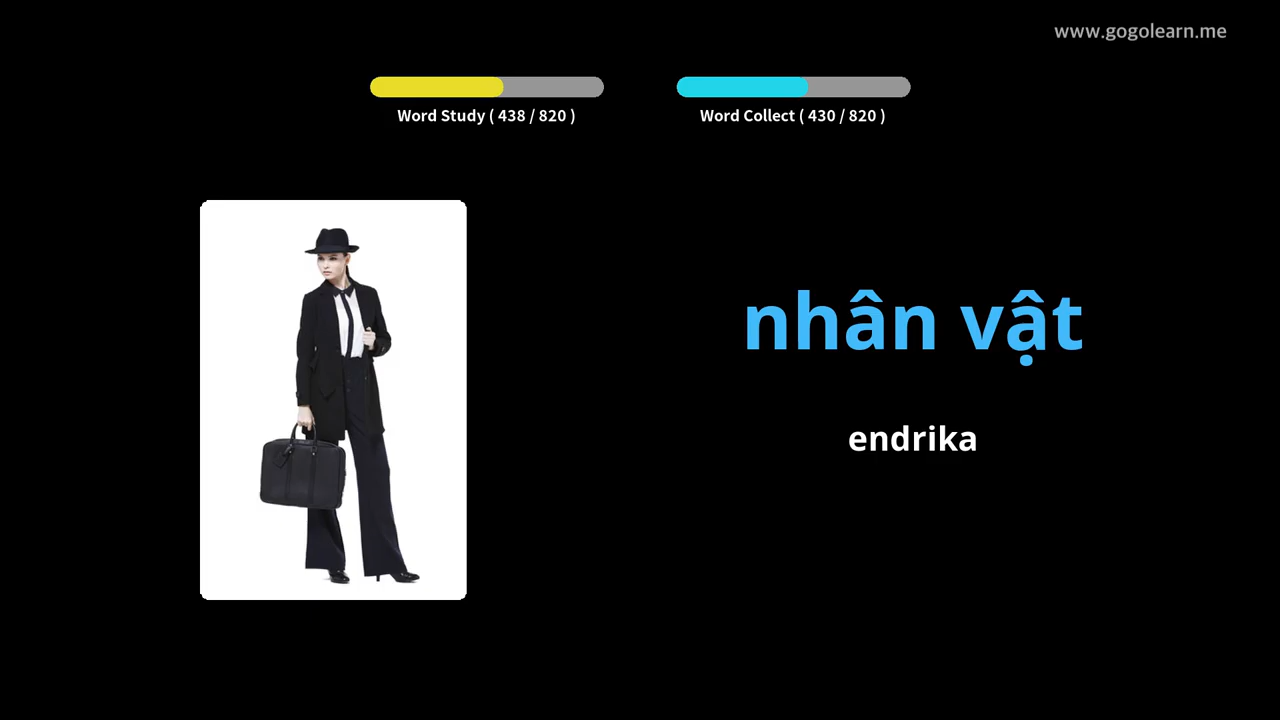 www.gogolearn.me
Word Study ( 438 / 820 )
Word Collect ( 430 / 820 )
nhân vật
endrika